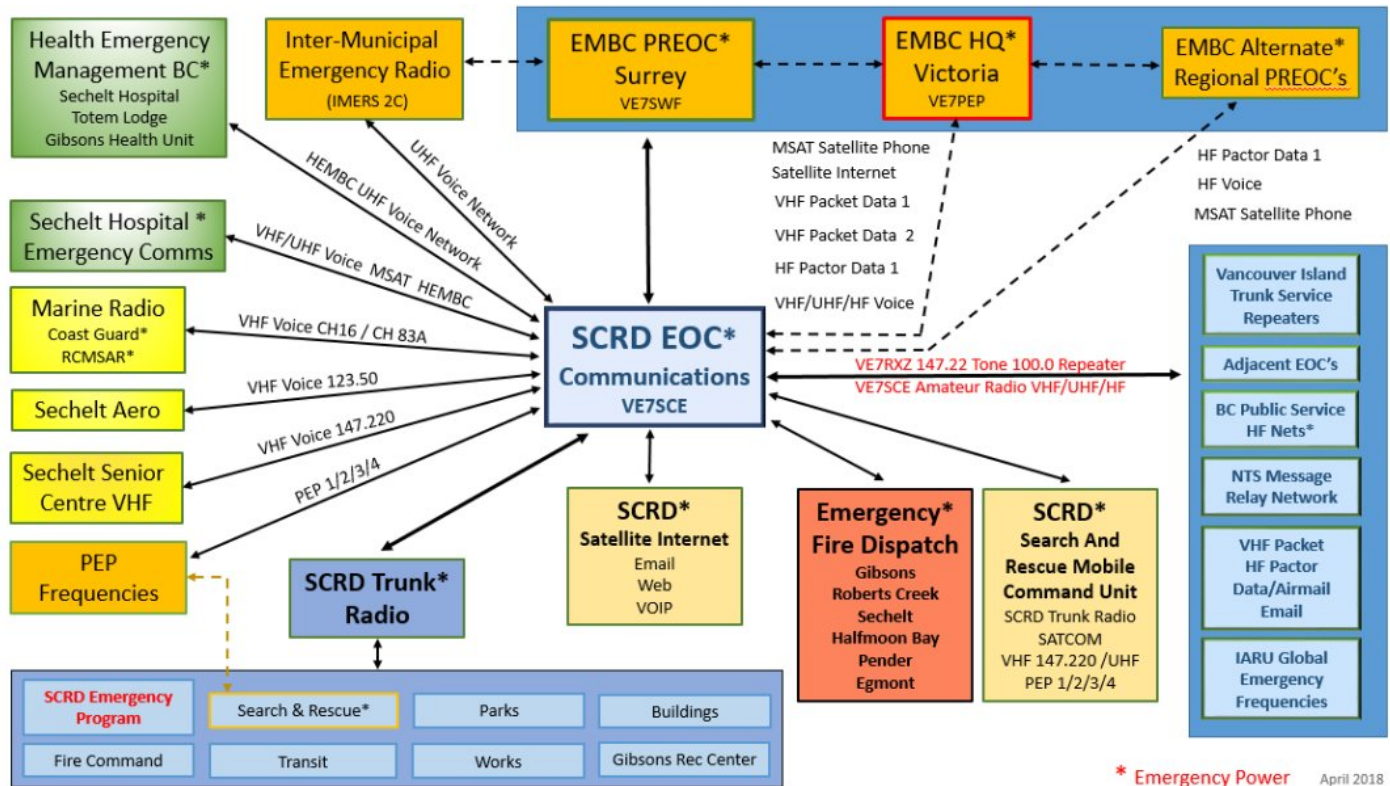 Health Emergency
Management BC*
Sechelt Hospital
Totem Lodge
Gibsons Health Unit
Inter-Municipal
Emergency Radio
(IMERS 2C)
EMBC PREOC*
Surrey
VE7SWF
EMBC HQ*
Victoria
VE7PEP
EMBC Alternate*
Regional PREOC's
UHF Voice Network
HEMBC UHF Voice Network
MSAT Satellite Phone
Satellite Internet
VHF Packet Data 1
VHF Packet Data 2
HF Pactor Data 1
VHF/UHF/HF Voice
HF Pactor Data 1
HF Voice
MSAT Satellite Phone
Sechelt Hospital *
Emergency Comms
VHF/UHF Voice MSAT HEMBC
Marine Radio
Coast Guard*
RCMSAR*
VHF Voice CH16 / CH 83A
Sechelt Aero
VHF Voice 123.50
Sechelt Senior
Centre VHF
VHF Voice 147.220
PEP
Frequencies
PEP 1/2/3/4
SCRD EOC*
Communications
VE7SCE
VE7RXZ 147.22 Tone 100.0 Repeater
VE7SCE Amateur Radio VHF/UHF/HF
Vancouver Island
Trunk Service
Repeaters
Adjacent EOC's
BC Public Service
HF Nets*
NTS Message
Relay Network
VHF Packet
HF Pactor
Data/Airmail
Email
IARU Global
Emergency
Frequencies
SCRD Trunk*
Radio
SCRD*
Satellite Internet
Email
Web
VOIP
Emergency*
Fire Dispatch
Gibsons
Roberts Creek
Sechelt
Halfmoon Bay
Pender
Egmont
SCRD*
Search And
Rescue Mobile
Command Unit
SCRD Trunk Radio
SATCOM
VHF 147.220 /UHF
PEP 1/2/3/4
SCRD Emergency
Program
Search & Rescue*
Parks
Buildings
Fire Command
Transit
Works
Gibsons Rec Center
* Emergency Power
April 2018